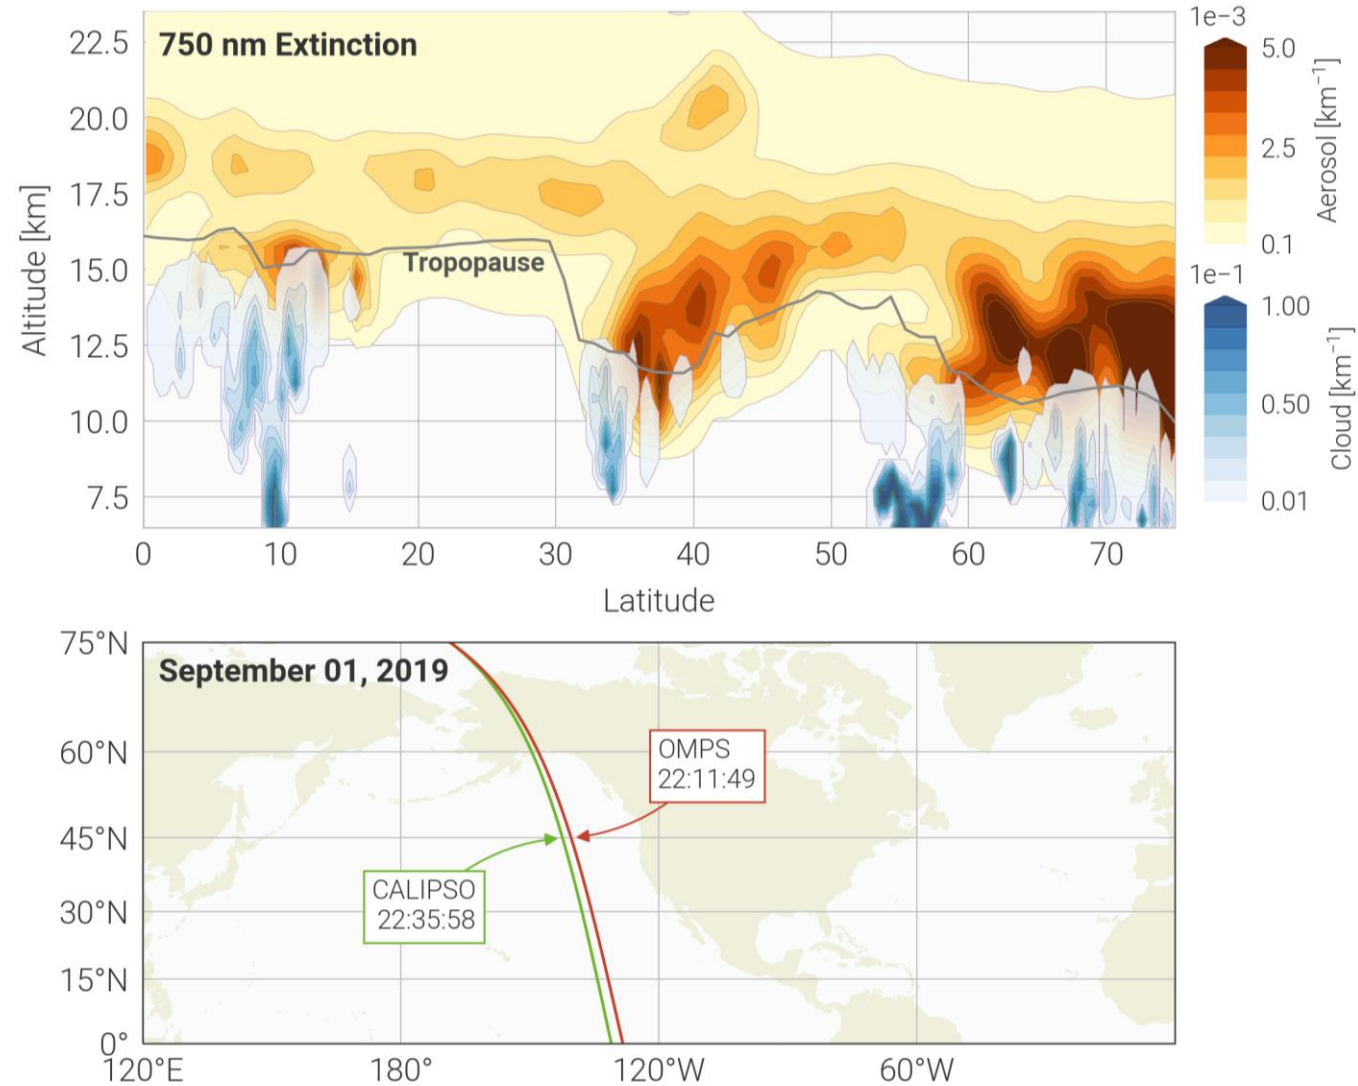 750 nm Extinction
22.5
20.0
17.5
15.0
12.5
10.0
7.5
Altitude [km]
Tropopause
0 10 20 30 40 50 60 70
Latitude
1e−3
5.0
2.5
0.1
Aerosol [km⁻¹]
1e−1
1.00
0.50
0.01
Cloud [km⁻¹]
September 01, 2019
75°N
60°N
45°N
30°N
15°N
0°
OMPS
22:11:49
CALIPSO
22:35:58
120°E 180° 120°W 60°W